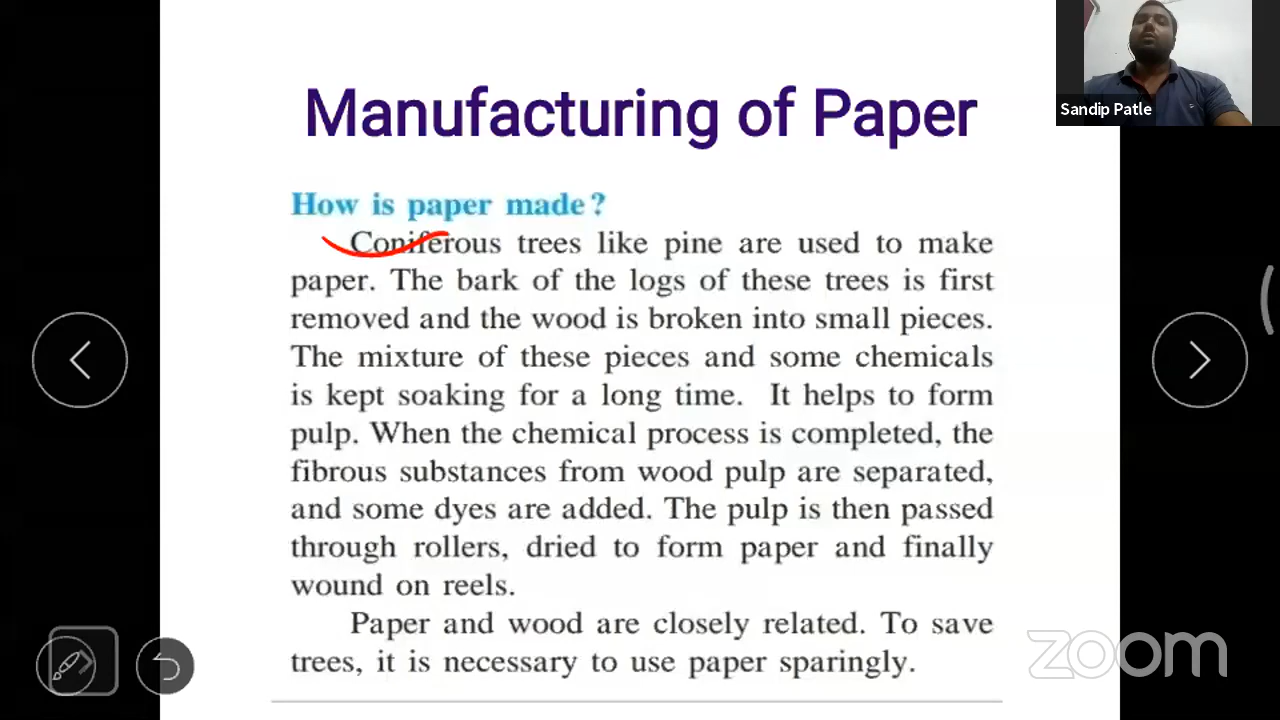 Manufacturing of Paper
Sandip Patle
How is paper made?
Coniferous trees like pine are used to make
paper. The bark of the logs of these trees is first
removed and the wood is broken into small pieces.
The mixture of these pieces and some chemicals
is kept soaking for a long time. It helps to form
pulp. When the chemical process is completed, the
fibrous substances from wood pulp are separated,
and some dyes are added. The pulp is then passed
through rollers, dried to form paper and finally
wound on reels.
Paper and wood are closely related. To save
trees, it is necessary to use paper sparingly.
zoom